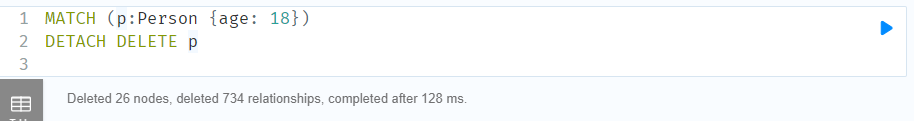 1 MATCH (p:Person {age: 18})
2 DETACH DELETE p
3
Deleted 26 nodes, deleted 734 relationships, completed after 128 ms.